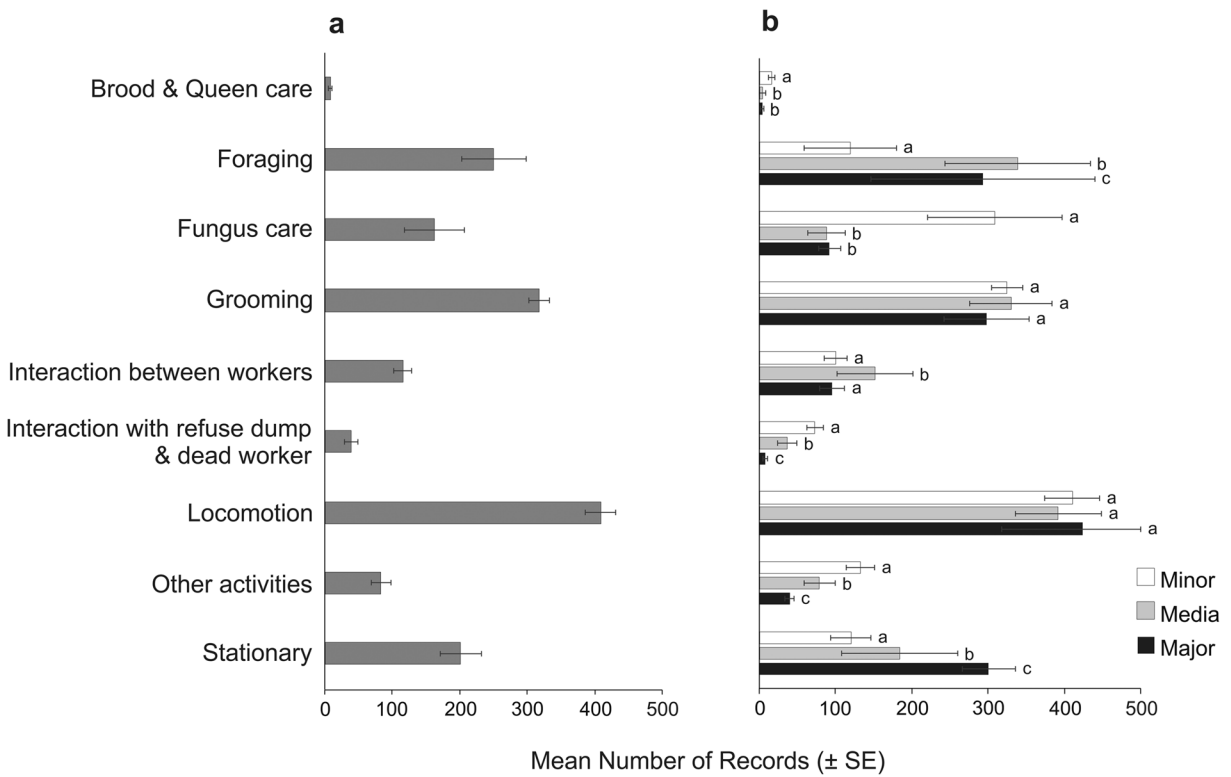 a
b
Brood & Queen care
a
b
b
Foraging
a
b
c
Fungus care
a
b
b
Grooming
a
a
a
Interaction between workers
a
b
a
Interaction with refuse dump
& dead worker
a
b
c
Locomotion
a
a
a
Other activities
a
b
c
Stationary
a
b
c
Minor
Media
Major
0 100 200 300 400 500
0 100 200 300 400 500
Mean Number of Records (± SE)